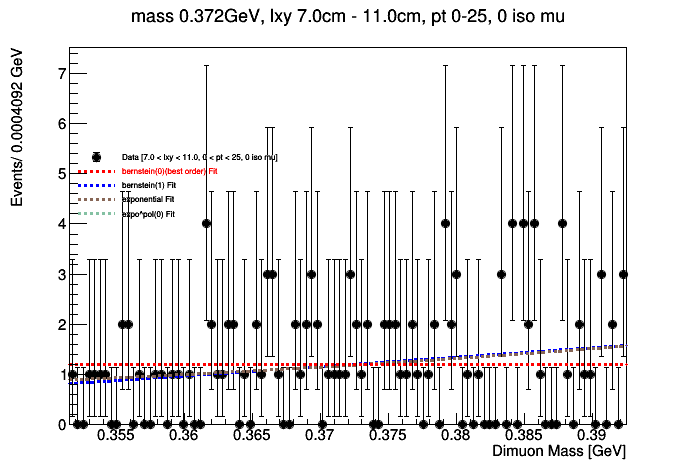 mass 0.372GeV, lxy 7.0cm - 11.0cm, pt 0-25, 0 iso mu
Events/ 0.0004092 GeV
7
6
5
4
3
2
1
0
Data [7.0 < lxy < 11.0, 0 < pt < 25, 0 iso mu]
bernstein(0)(best order) Fit
bernstein(1) Fit
exponential Fit
expo*pol(0) Fit
0.355 0.36 0.365 0.37 0.375 0.38 0.385 0.39
Dimuon Mass [GeV]